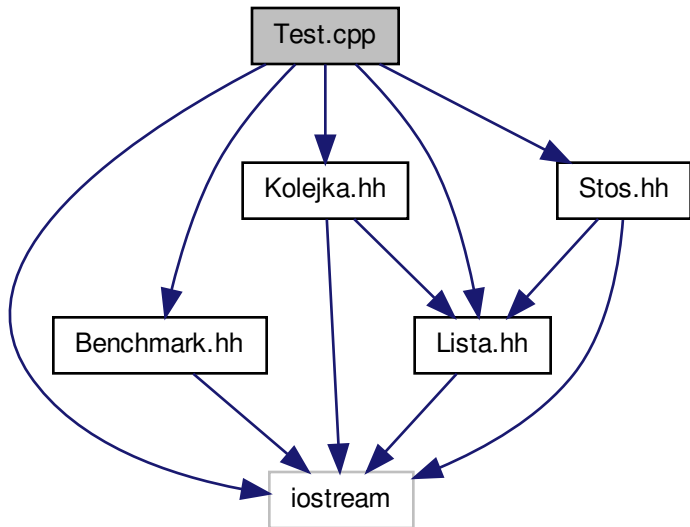 Test.cpp
Kolejka.hh
Stos.hh
Benchmark.hh
Lista.hh
iostream